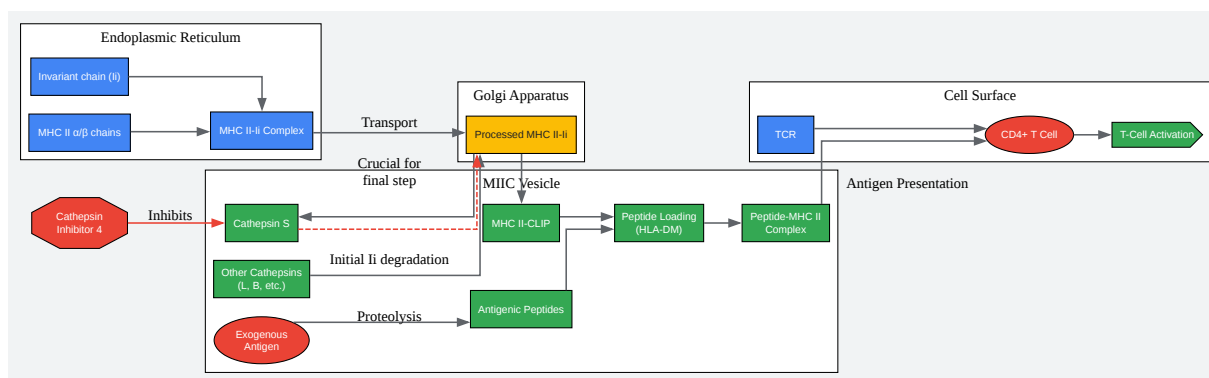 Endoplasmic Reticulum
Invariant chain (Ii)
MHC II α/β chains
MHC II-Ii Complex
Transport
Golgi Apparatus
Processed MHC II-Ii
Cell Surface
TCR
CD4+ T Cell
T-Cell Activation
Crucial for
final step
MIIC Vesicle
Antigen Presentation
Cathepsin
Inhibitor 4
Inhibits
Cathepsin S
MHC II-CLIP
Peptide Loading
(HLA-DM)
Peptide-MHC II
Complex
Other Cathepsins
(L, B, etc.)
Initial Ii degradation
Exogenous
Antigen
Proteolysis
Antigenic Peptides